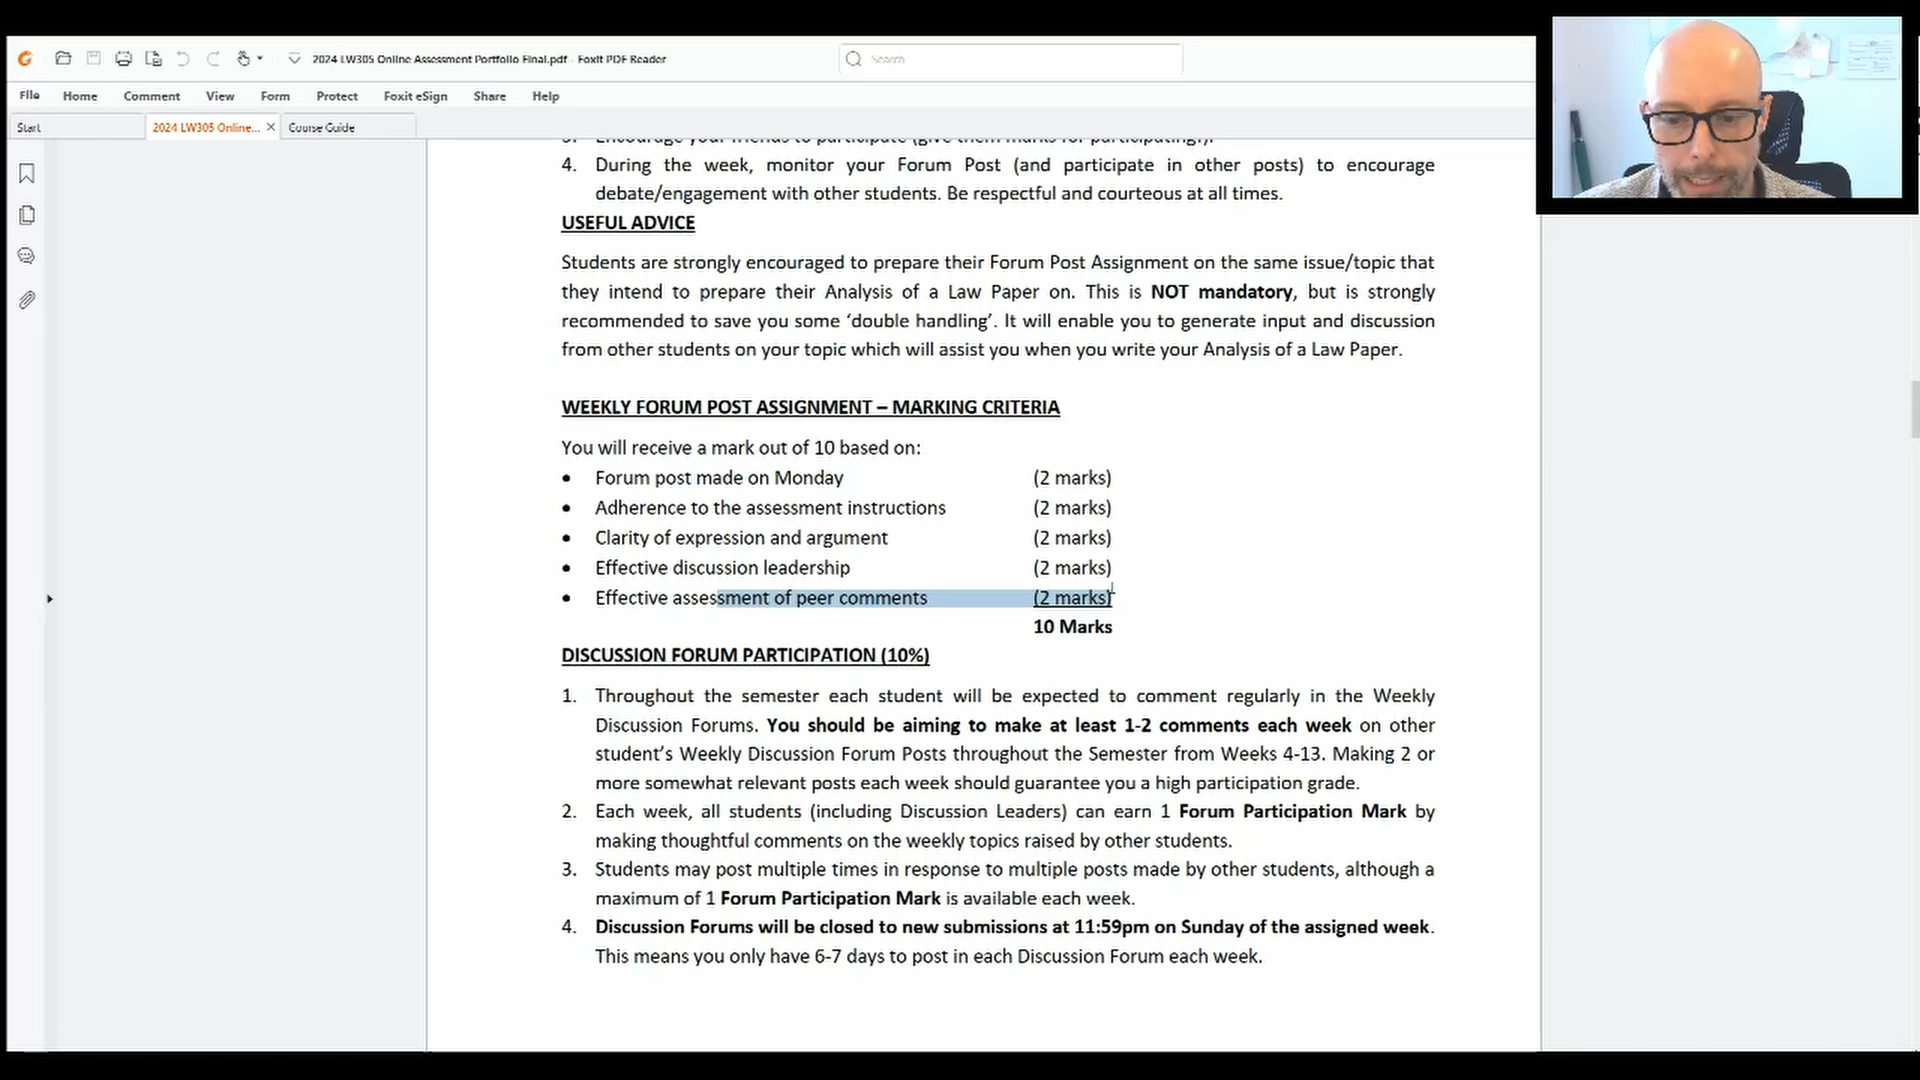 2024 LW305 Online Assessment Portfolio Final.pdf - Foxit PDF Reader
Search
File Home Comment View Form Protect Foxit eSign Share Help
Start 2024 LW305 Online... Course Guide
3. Encourage your friends to participate (give them marks for participating!).
4. During the week, monitor your Forum Post (and participate in other posts) to encourage
debate/engagement with other students. Be respectful and courteous at all times.
USEFUL ADVICE
Students are strongly encouraged to prepare their Forum Post Assignment on the same issue/topic that
they intend to prepare their Analysis of a Law Paper on. This is NOT mandatory, but is strongly
recommended to save you some ‘double handling’. It will enable you to generate input and discussion
from other students on your topic which will assist you when you write your Analysis of a Law Paper.
WEEKLY FORUM POST ASSIGNMENT – MARKING CRITERIA
You will receive a mark out of 10 based on:
• Forum post made on Monday (2 marks)
• Adherence to the assessment instructions (2 marks)
• Clarity of expression and argument (2 marks)
• Effective discussion leadership (2 marks)
• Effective assessment of peer comments (2 marks)
10 Marks
DISCUSSION FORUM PARTICIPATION (10%)
1. Throughout the semester each student will be expected to comment regularly in the Weekly
Discussion Forums. You should be aiming to make at least 1-2 comments each week on other
student’s Weekly Discussion Forum Posts throughout the Semester from Weeks 4-13. Making 2 or
more somewhat relevant posts each week should guarantee you a high participation grade.
2. Each week, all students (including Discussion Leaders) can earn 1 Forum Participation Mark by
making thoughtful comments on the weekly topics raised by other students.
3. Students may post multiple times in response to multiple posts made by other students, although a
maximum of 1 Forum Participation Mark is available each week.
4. Discussion Forums will be closed to new submissions at 11:59pm on Sunday of the assigned week.
This means you only have 6-7 days to post in each Discussion Forum each week.